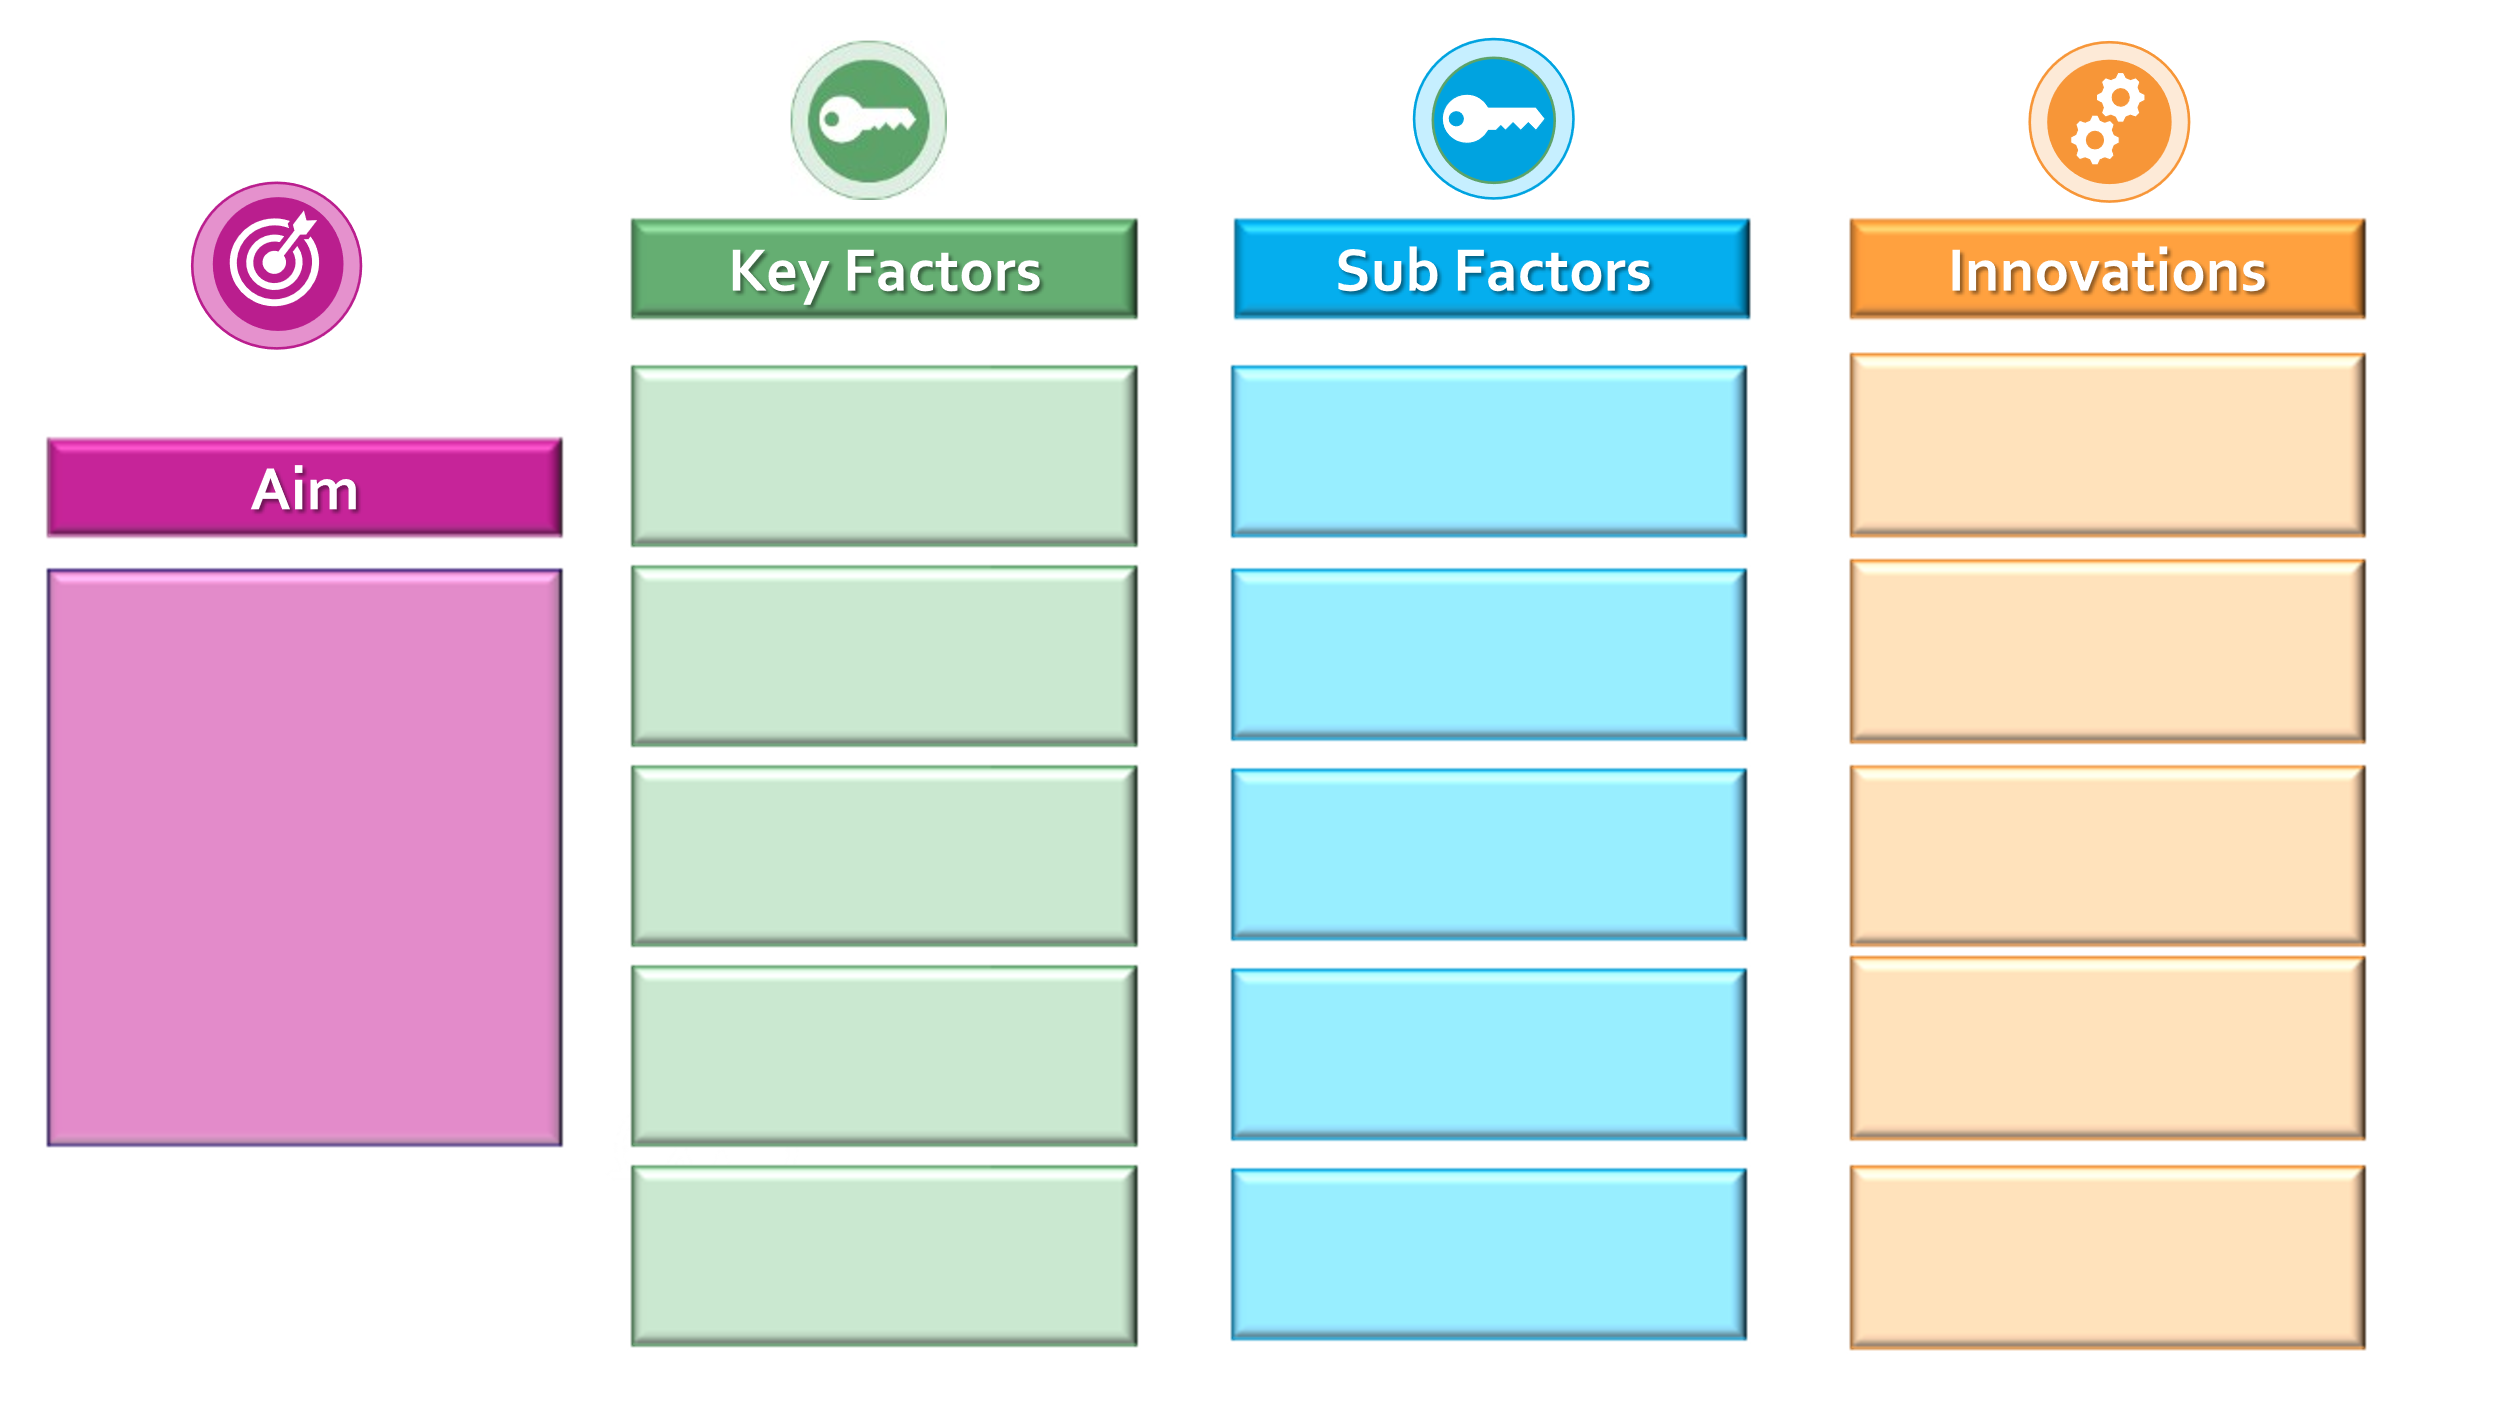 Aim
Key Factors
Sub Factors
Innovations